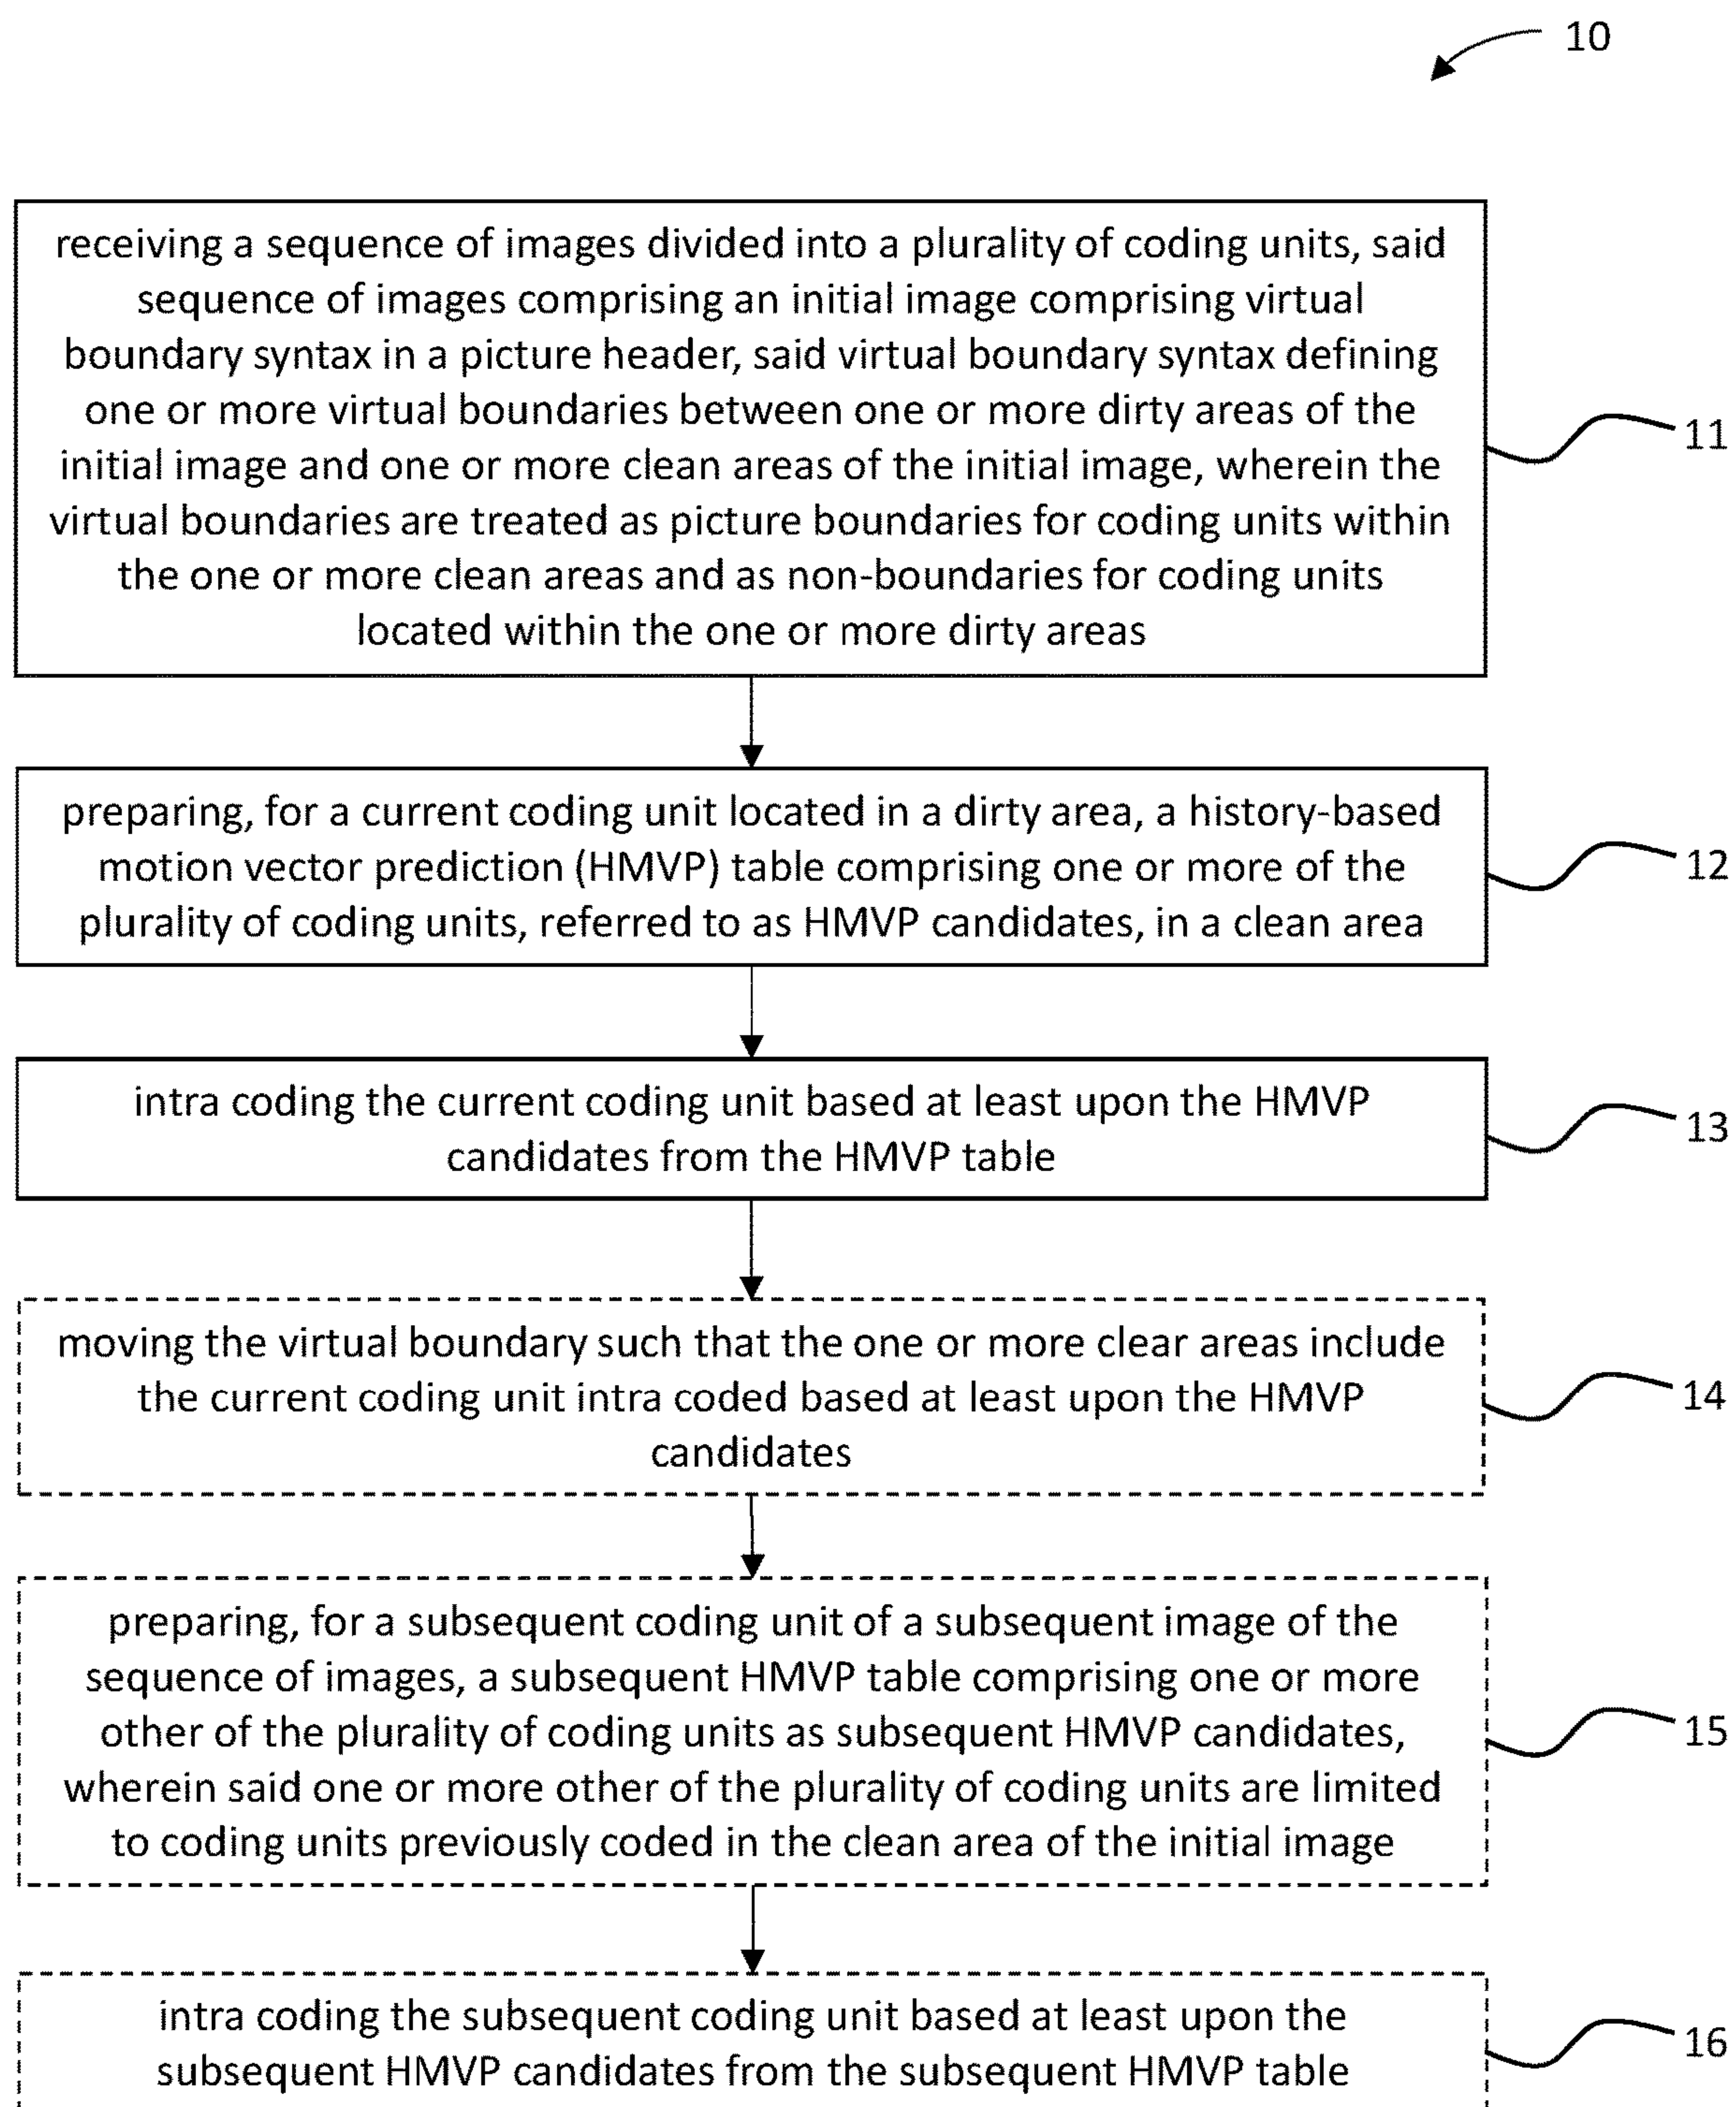 10
receiving a sequence of images divided into a plurality of coding units, said
sequence of images comprising an initial image comprising virtual
boundary syntax in a picture header, said virtual boundary syntax defining
one or more virtual boundaries between one or more dirty areas of the
initial image and one or more clean areas of the initial image, wherein the
virtual boundaries are treated as picture boundaries for coding units within
the one or more clean areas and as non-boundaries for coding units
located within the one or more dirty areas
11
preparing, for a current coding unit located in a dirty area, a history-based
motion vector prediction (HMVP) table comprising one or more of the
plurality of coding units, referred to as HMVP candidates, in a clean area
12
intra coding the current coding unit based at least upon the HMVP
candidates from the HMVP table
13
moving the virtual boundary such that the one or more clear areas include
the current coding unit intra coded based at least upon the HMVP
candidates
14
preparing, for a subsequent coding unit of a subsequent image of the
sequence of images, a subsequent HMVP table comprising one or more
other of the plurality of coding units as subsequent HMVP candidates,
wherein said one or more other of the plurality of coding units are limited
to coding units previously coded in the clean area of the initial image
15
intra coding the subsequent coding unit based at least upon the
subsequent HMVP candidates from the subsequent HMVP table
16